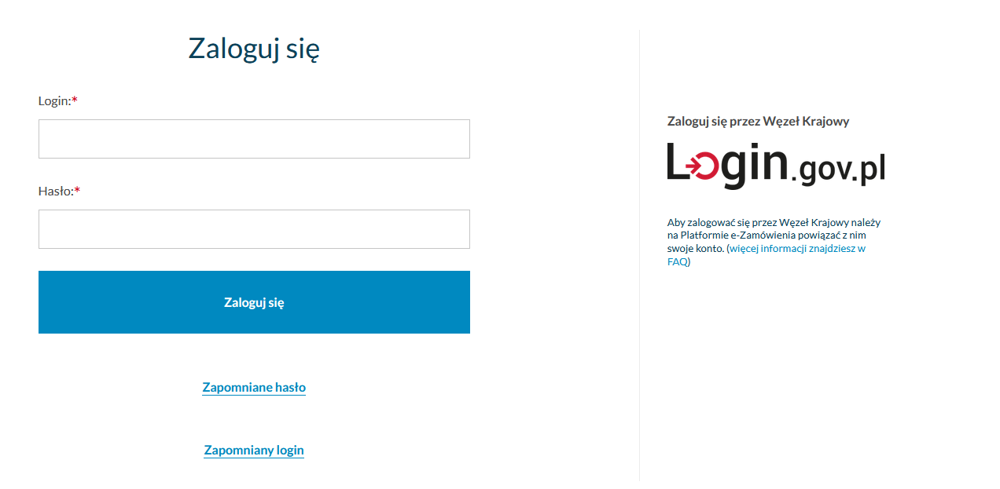 Zaloguj się
Login:*
Hasło:*
Zaloguj się
Zapomniane hasło
Zapomniany login
Zaloguj się przez Węzeł Krajowy
Login.gov.pl
Aby zalogować się przez Węzeł Krajowy należy
na Platformie e-Zamówienia powiązać z nim
swoje konto. (więcej informacji znajdziesz w
FAQ)